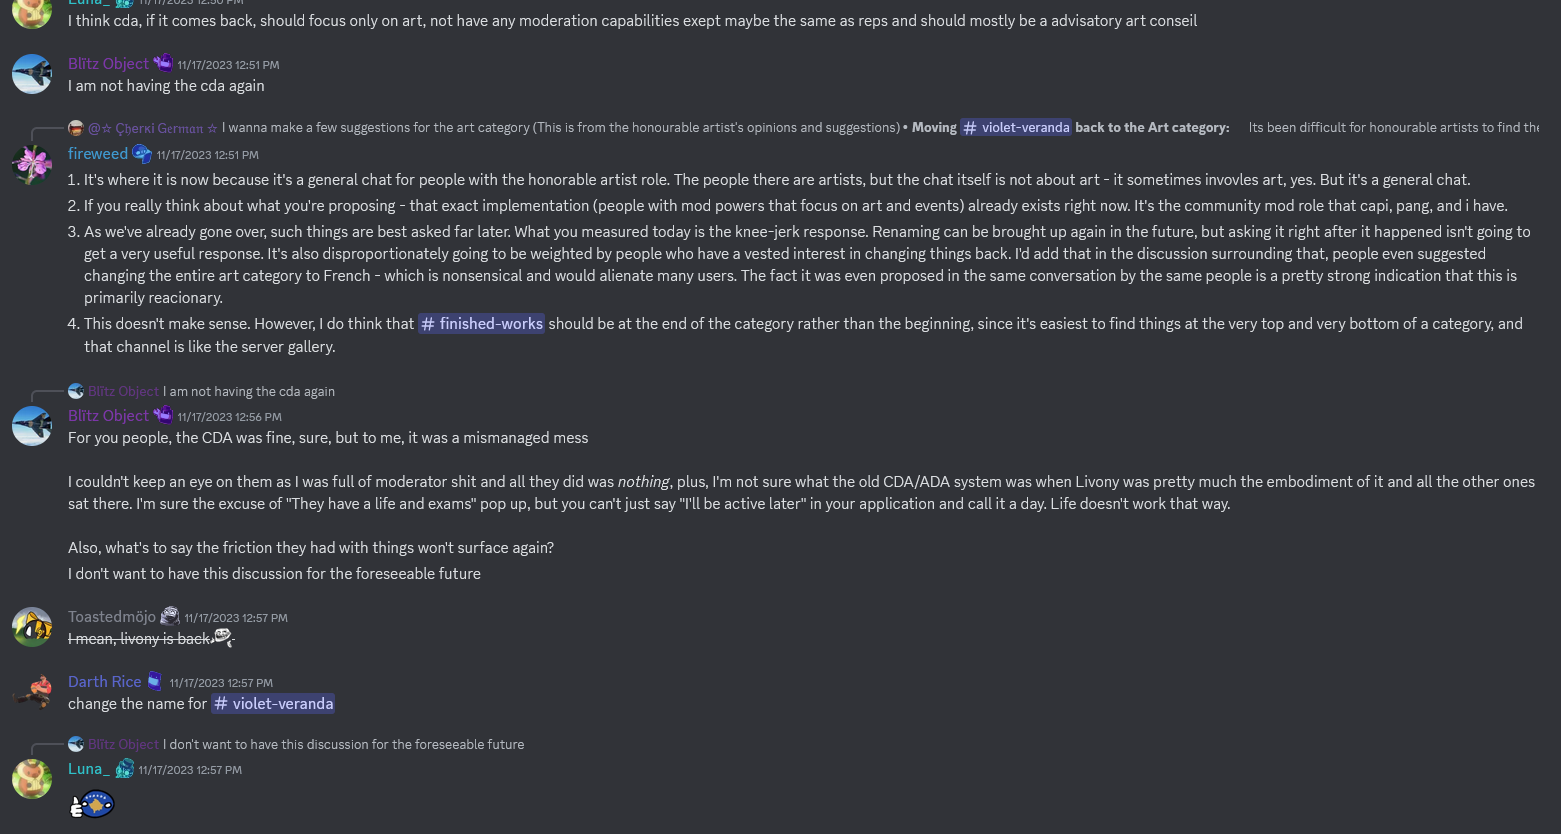 Luna_ 11/17/2023 12:50 PM
I think cda, if it comes back, should focus only on art, not have any moderation capabilities exept maybe the same as reps and should mostly be a advisatory art conseil
Blïtz Object 11/17/2023 12:51 PM
I am not having the cda again
@☆ Çђєrкi Gєrmαn ☆ I wanna make a few suggestions for the art category (This is from the honourable artist's opinions and suggestions) • Moving # violet-veranda back to the Art category: Its been difficult for honourable artists to find the
fireweed 11/17/2023 12:51 PM
1. It's where it is now because it's a general chat for people with the honorable artist role. The people there are artists, but the chat itself is not about art - it sometimes invovles art, yes. But it's a general chat.
2. If you really think about what you're proposing - that exact implementation (people with mod powers that focus on art and events) already exists right now. It's the community mod role that capi, pang, and i have.
3. As we've already gone over, such things are best asked far later. What you measured today is the knee-jerk response. Renaming can be brought up again in the future, but asking it right after it happened isn't going to
get a very useful response. It's also disproportionately going to be weighted by people who have a vested interest in changing things back. I'd add that in the discussion surrounding that, people even suggested
changing the entire art category to French - which is nonsensical and would alienate many users. The fact it was even proposed in the same conversation by the same people is a pretty strong indication that this is
primarily reacionary.
4. This doesn't make sense. However, I do think that # finished-works should be at the end of the category rather than the beginning, since it's easiest to find things at the very top and very bottom of a category, and
that channel is like the server gallery.
Blïtz Object I am not having the cda again
Blïtz Object 11/17/2023 12:56 PM
For you people, the CDA was fine, sure, but to me, it was a mismanaged mess
I couldn't keep an eye on them as I was full of moderator shit and all they did was nothing, plus, I'm not sure what the old CDA/ADA system was when Livony was pretty much the embodiment of it and all the other ones
sat there. I'm sure the excuse of "They have a life and exams" pop up, but you can't just say "I'll be active later" in your application and call it a day. Life doesn't work that way.
Also, what's to say the friction they had with things won't surface again?
I don't want to have this discussion for the foreseeable future
Toastedmöjo 11/17/2023 12:57 PM
I mean, livony is back
Darth Rice 11/17/2023 12:57 PM
change the name for # violet-veranda
Blïtz Object I don't want to have this discussion for the foreseeable future
Luna_ 11/17/2023 12:57 PM